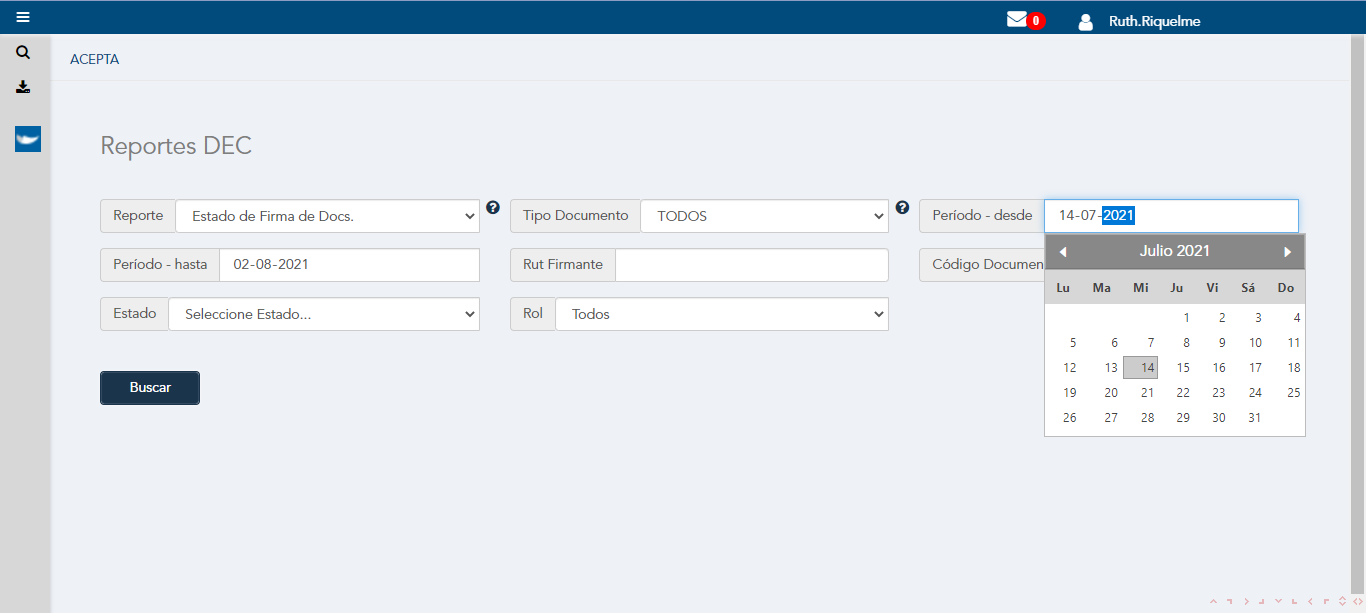 0 Ruth.Riquelme
ACEPTA
Reportes DEC
Reporte Estado de Firma de Docs. Tipo Documento TODOS Período - desde 14-07-2021
Período - hasta 02-08-2021 Rut Firmante Código Documen
Estado Seleccione Estado... Rol Todos
Buscar
Julio 2021
Lu Ma Mi Ju Vi Sá Do
1 2 3 4
5 6 7 8 9 10 11
12 13 14 15 16 17 18
19 20 21 22 23 24 25
26 27 28 29 30 31